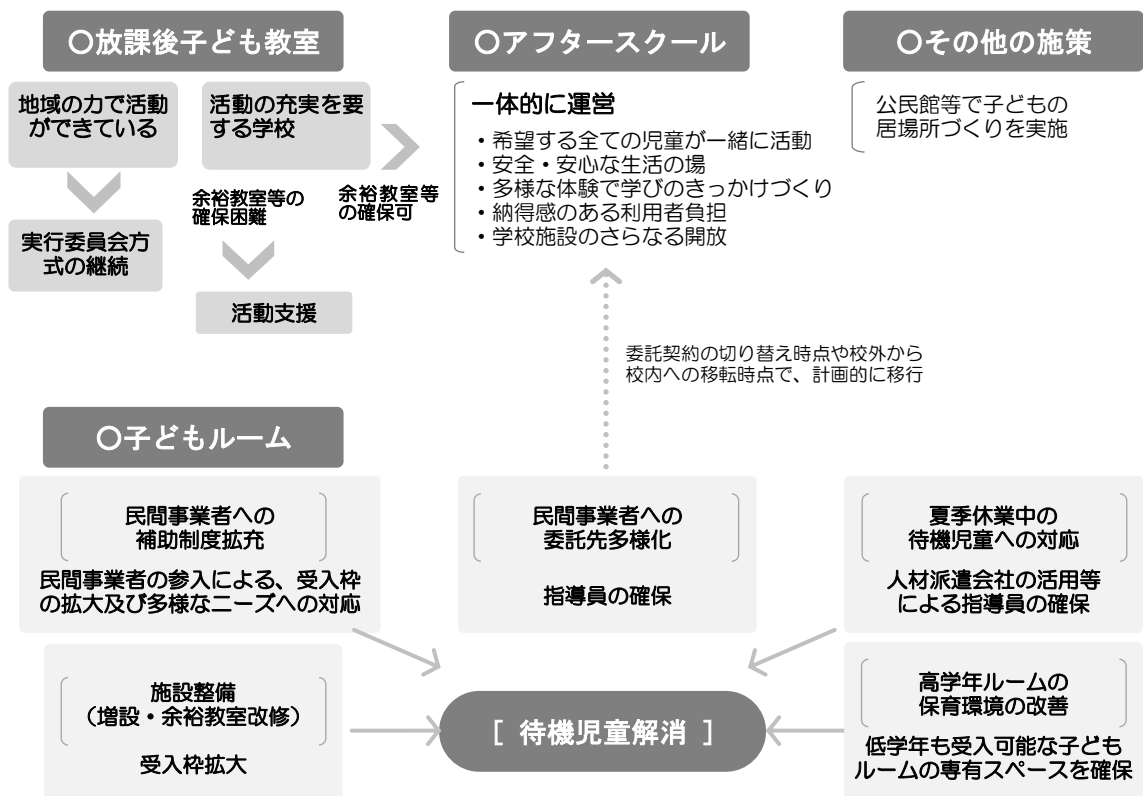 〇放課後子ども教室
地域の力で活動
ができている
活動の充実を要
する学校
余裕教室等の
確保困難
余裕教室等
の確保可
実行委員会方
式の継続
活動支援
〇アフタースクール
一体的に運営
・希望する全ての児童が一緒に活動
・安全・安心な生活の場
・多様な体験で学びのきっかけづくり
・納得感のある利用者負担
・学校施設のさらなる開放
〇その他の施策
公民館等で子どもの
居場所づくりを実施
委託契約の切り替え時点や校外から
校内への移転時点で、計画的に移行
〇子どもルーム
民間事業者への
補助制度拡充
民間事業者の参入による、受入枠
の拡大及び多様なニーズへの対応
民間事業者への
委託先多様化
指導員の確保
夏季休業中の
待機児童への対応
人材派遣会社の活用等
による指導員の確保
施設整備
（増設・余裕教室改修）
受入枠拡大
[ 待機児童解消 ]
高学年ルームの
保育環境の改善
低学年も受入可能な子ども
ルームの専有スペースを確保